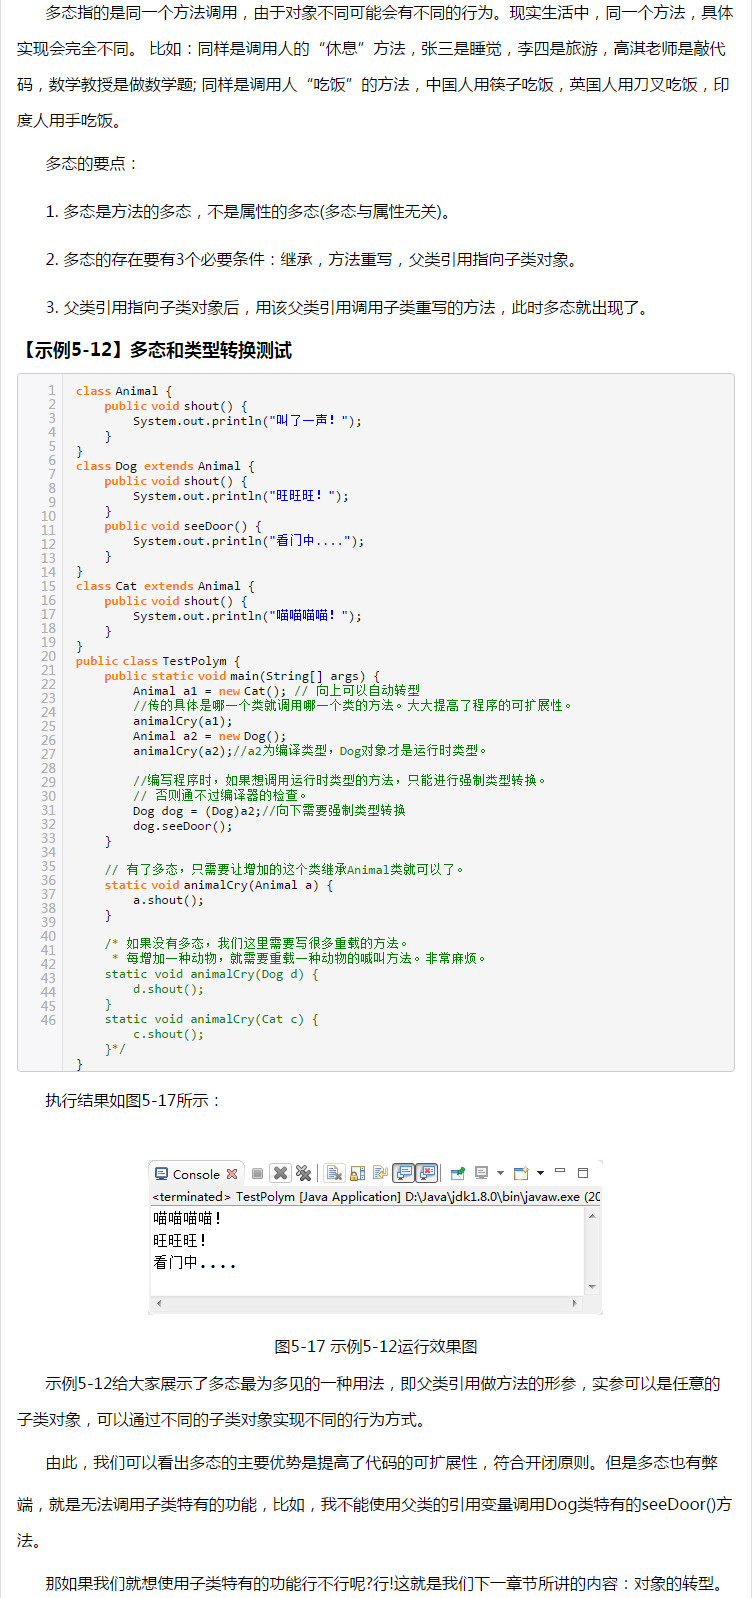 多态指的是同一个方法调用，由于对象不同可能会有不同的行为。现实生活中，同一个方法，具体
实现会完全不同。 比如：同样是调用人的“休息”方法，张三是睡觉，李四是旅游，高淇老师是敲代
码，数学教授是做数学题; 同样是调用人“吃饭”的方法，中国人用筷子吃饭，英国人用刀叉吃饭，印
度人用手吃饭。
多态的要点：
1. 多态是方法的多态，不是属性的多态(多态与属性无关)。
2. 多态的存在要有3个必要条件：继承，方法重写，父类引用指向子类对象。
3. 父类引用指向子类对象后，用该父类引用调用子类重写的方法，此时多态就出现了。
【示例5-12】多态和类型转换测试
1 class Animal {
2     public void shout() {
3         System.out.println("叫了一声！");
4     }
5 }
6 class Dog extends Animal {
7     public void shout() {
8         System.out.println("旺旺旺！");
9     }
10     public void seeDoor() {
11         System.out.println("看门中....");
12     }
13 }
14 class Cat extends Animal {
15     public void shout() {
16         System.out.println("喵喵喵喵！");
17     }
18 }
19 public class TestPolym {
20     public static void main(String[] args) {
21         Animal a1 = new Cat(); // 向上可以自动转型
22         //传的具体是哪一个类就调用哪一个类的方法。大大提高了程序的可扩展性。
23         animalCry(a1);
24         Animal a2 = new Dog();
25         animalCry(a2);//a2为编译类型，Dog对象才是运行时类型。
26
27         //编写程序时，如果想调用运行时类型的方法，只能进行强制类型转换。
28         // 否则通不过编译器的检查。
29         Dog dog = (Dog)a2;//向下需要强制类型转换
30         dog.seeDoor();
31     }
32
33     // 有了多态，只需要让增加的这个类继承Animal类就可以了。
34     static void animalCry(Animal a) {
35         a.shout();
36     }
37
38     /* 如果没有多态，我们这里需要写很多重载的方法。
39      * 每增加一种动物，就需要重载一种动物的喊叫方法。非常麻烦。
40     static void animalCry(Dog d) {
41         d.shout();
42     }
43     static void animalCry(Cat c) {
44         c.shout();
45     }*/
46 }
执行结果如图5-17所示：
Console
<terminated> TestPolym [Java Application] D:\Java\jdk1.8.0\bin\javaw.exe (20
喵喵喵喵！
旺旺旺！
看门中....
图5-17 示例5-12运行效果图
示例5-12给大家展示了多态最为多见的一种用法，即父类引用做方法的形参，实参可以是任意的
子类对象，可以通过不同的子类对象实现不同的行为方式。
由此，我们可以看出多态的主要优势是提高了代码的可扩展性，符合开闭原则。但是多态也有弊
端，就是无法调用子类特有的功能，比如，我不能使用父类的引用变量调用Dog类特有的seeDoor()方
法。
那如果我们就想使用子类特有的功能行不行呢?行!这就是我们下一章节所讲的内容：对象的转型。